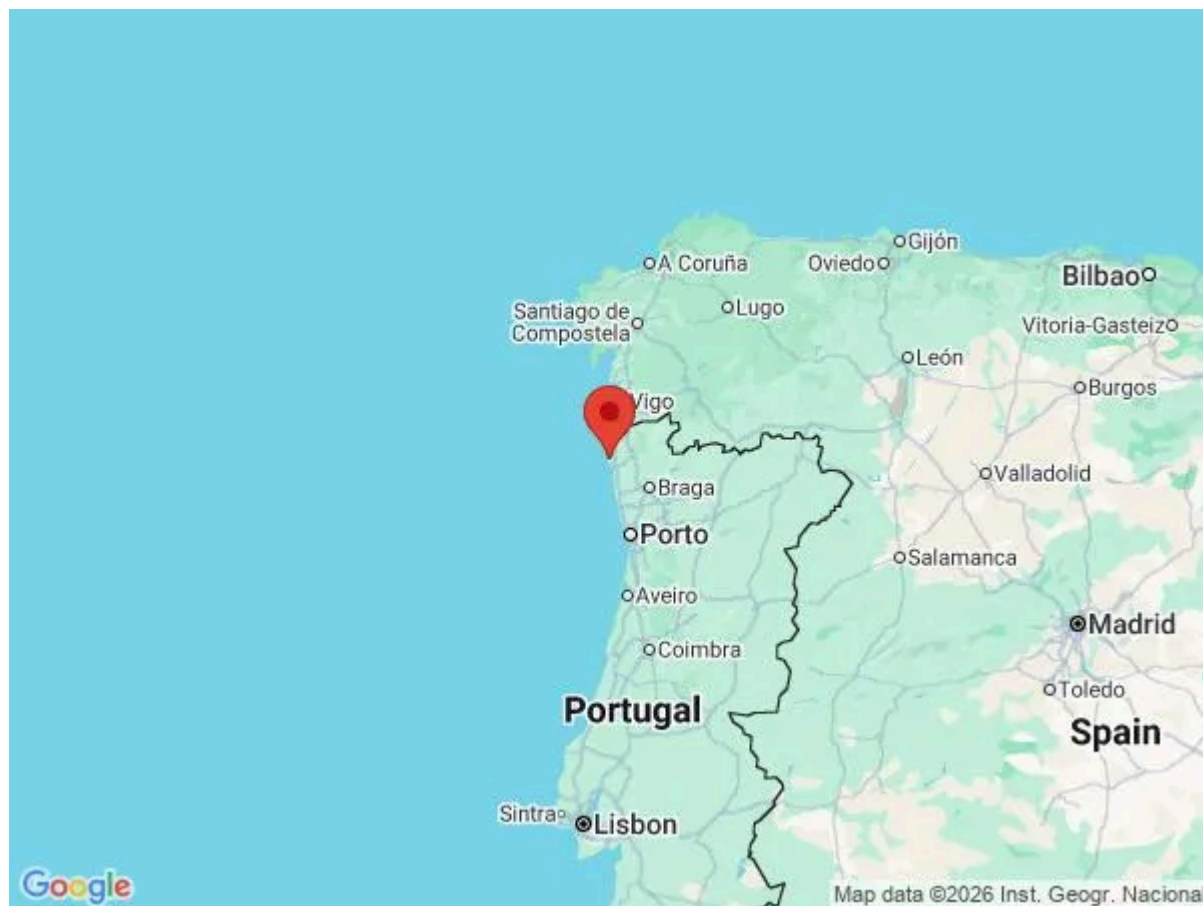 Gijón
A Coruña
Oviedo
Bilbao
Lugo
Santiago de
Compostela
Vitoria-Gasteiz
León
Burgos
Vigo
Valladolid
Braga
Porto
Salamanca
Aveiro
Madrid
Coimbra
Toledo
Portugal
Spain
Sintra
Lisbon
Google
Map data ©2026 Inst. Geogr. Nacional